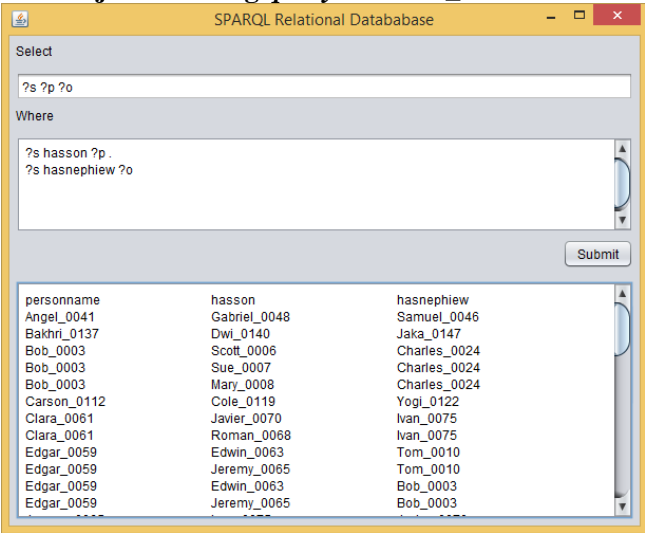 SPARQL Relational Datababase
Select
?s ?p ?o
Where
?s hasson ?p .
?s hasnephiew ?o
Submit
personname hasson hasnephiew
Angel_0041 Gabriel_0048 Samuel_0046
Bakhri_0137 Dwi_0140 Jaka_0147
Bob_0003 Scott_0006 Charles_0024
Bob_0003 Sue_0007 Charles_0024
Bob_0003 Mary_0008 Charles_0024
Carson_0112 Cole_0119 Yogi_0122
Clara_0061 Javier_0070 Ivan_0075
Clara_0061 Roman_0068 Ivan_0075
Edgar_0059 Edwin_0063 Tom_0010
Edgar_0059 Jeremy_0065 Tom_0010
Edgar_0059 Edwin_0063 Bob_0003
Edgar_0059 Jeremy_0065 Bob_0003